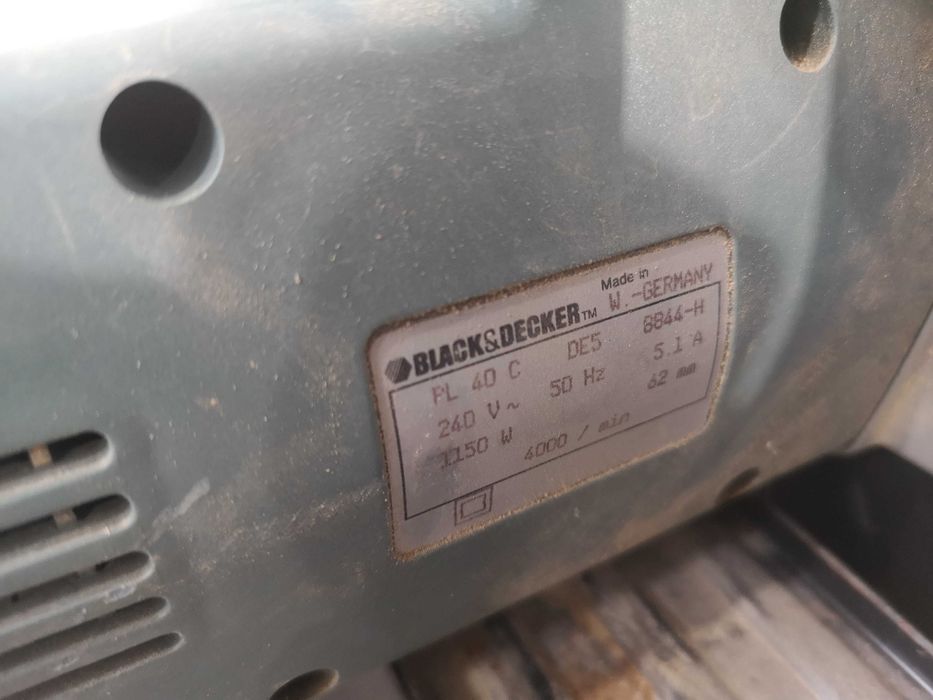 Made in
BLACK&DECKER™ W.-GERMANY
PL 40 C DE5 8844-H
240 V~ 50 Hz 5.1 A
1150 W 4000 / min 62 mm